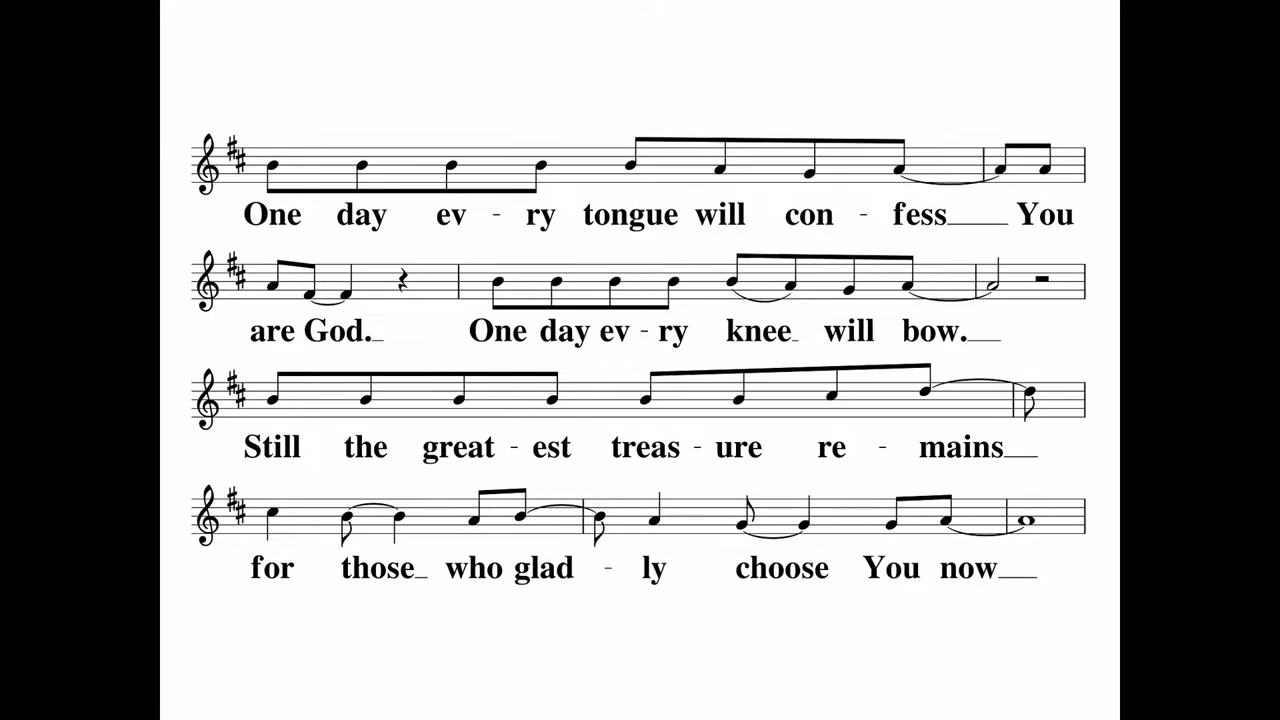 One day ev - ry tongue will con - fess You
are God. One day ev - ry knee will bow.
Still the great - est treas - ure re - mains
for those who glad - ly choose You now